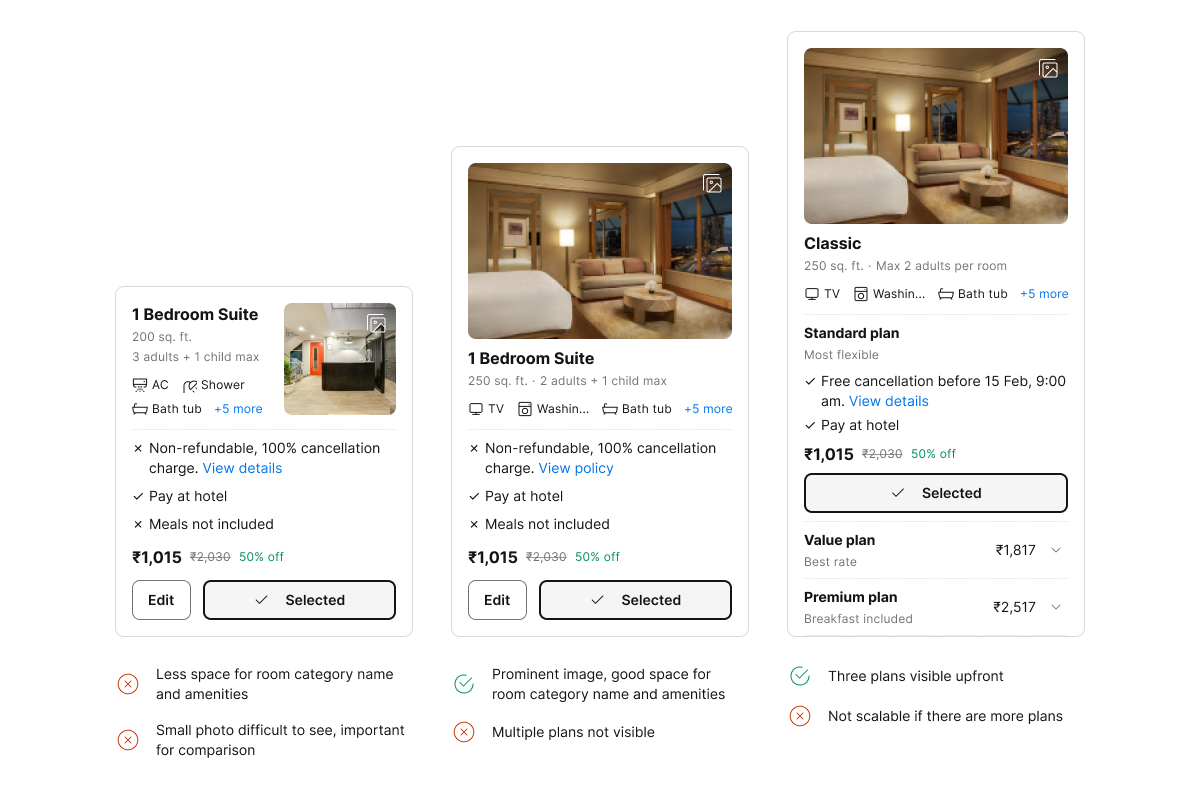 1 Bedroom Suite
200 sq. ft.
3 adults + 1 child max
AC Shower
Bath tub +5 more
× Non-refundable, 100% cancellation
charge. View details
✓ Pay at hotel
× Meals not included
₹1,015 ₹2,030 50% off
Edit ✓ Selected
Less space for room category name
and amenities
Small photo difficult to see, important
for comparison
1 Bedroom Suite
250 sq. ft. · 2 adults + 1 child max
TV Washin... Bath tub +5 more
× Non-refundable, 100% cancellation
charge. View policy
✓ Pay at hotel
× Meals not included
₹1,015 ₹2,030 50% off
Edit ✓ Selected
Prominent image, good space for
room category name and amenities
Multiple plans not visible
Classic
250 sq. ft. · Max 2 adults per room
TV Washin... Bath tub +5 more
Standard plan
Most flexible
✓ Free cancellation before 15 Feb, 9:00
am. View details
✓ Pay at hotel
₹1,015 ₹2,030 50% off
✓ Selected
Value plan
₹1,817
Best rate
Premium plan
₹2,517
Breakfast included
Three plans visible upfront
Not scalable if there are more plans